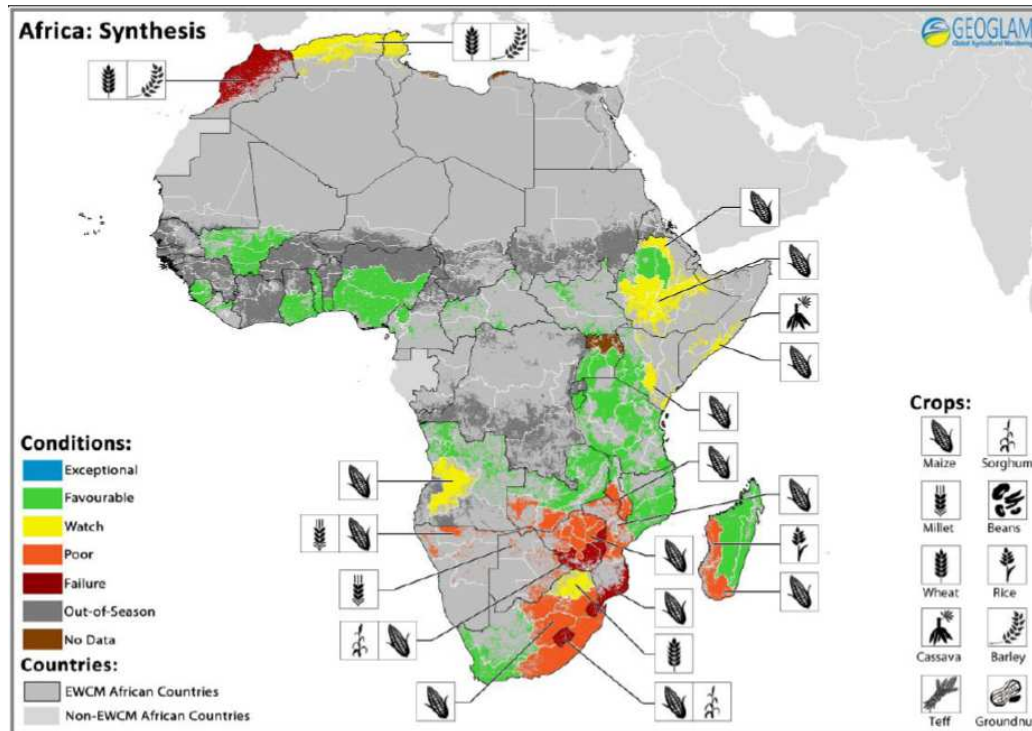 Africa: Synthesis
GEOGLAM
Conditions:
Exceptional
Favourable
Watch
Poor
Failure
Out-of-Season
No Data
Countries:
EWCM African Countries
Non-EWCM African Countries
Crops:
Maize Sorghum
Millet Beans
Wheat Rice
Cassava Barley
Teff Groundnu